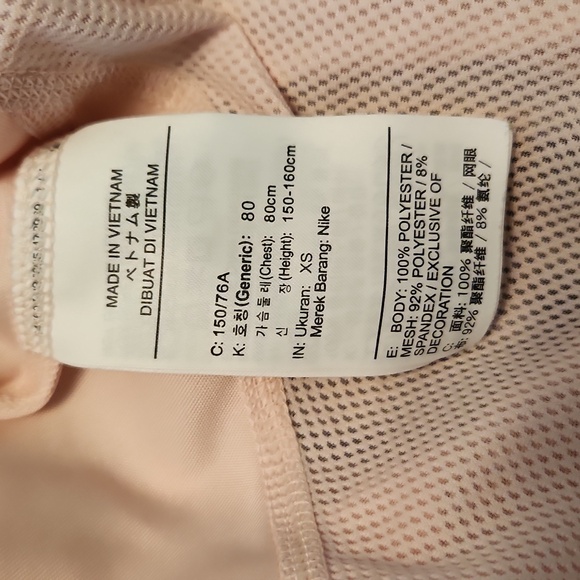 MADE IN VIETNAM
ベトナム製
DIBUAT DI VIETNAM
C: 150/76A
K: 호칭(Generic): 80
가슴둘레(Chest): 80cm
신 장(Height): 150-160cm
IN: Ukuran: XS
Merek Barang: Nike
E: BODY: 100% POLYESTER /
MESH: 92% POLYESTER / 8%
SPANDEX / EXCLUSIVE OF
DECORATION
C: 面料: 100% 聚酯纤维 / 网眼
布: 92% 聚酯纤维 / 8% 氨纶 /